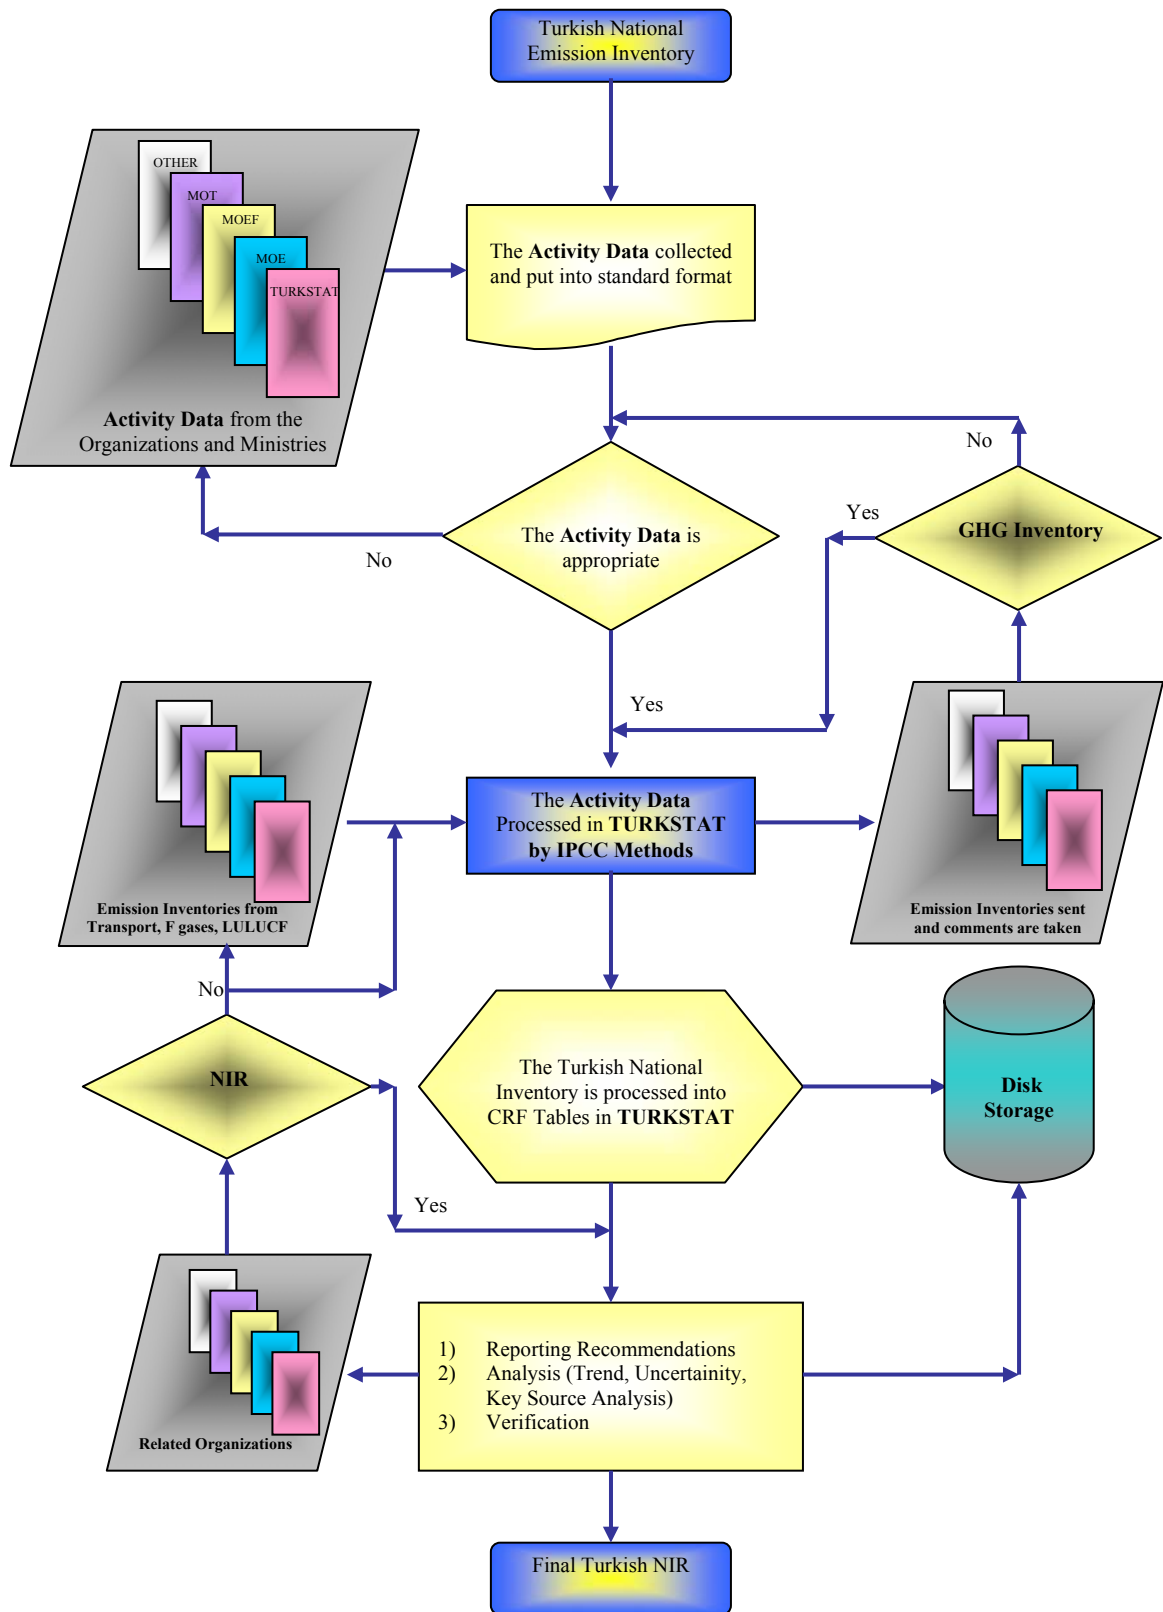 Turkish National
Emission Inventory
OTHER
MOT
MOEF
MOE
TURKSTAT
Activity Data from the
Organizations and Ministries
The Activity Data collected
and put into standard format
No
Yes
GHG Inventory
The Activity Data is
appropriate
No
Yes
The Activity Data
Processed in TURKSTAT
by IPCC Methods
Emission Inventories from
Transport, F gases, LULUCF
Emission Inventories sent
and comments are taken
No
NIR
The Turkish National
Inventory is processed into
CRF Tables in TURKSTAT
Disk
Storage
Yes
Related Organizations
1) Reporting Recommendations
2) Analysis (Trend, Uncertainity,
Key Source Analysis)
3) Verification
Final Turkish NIR